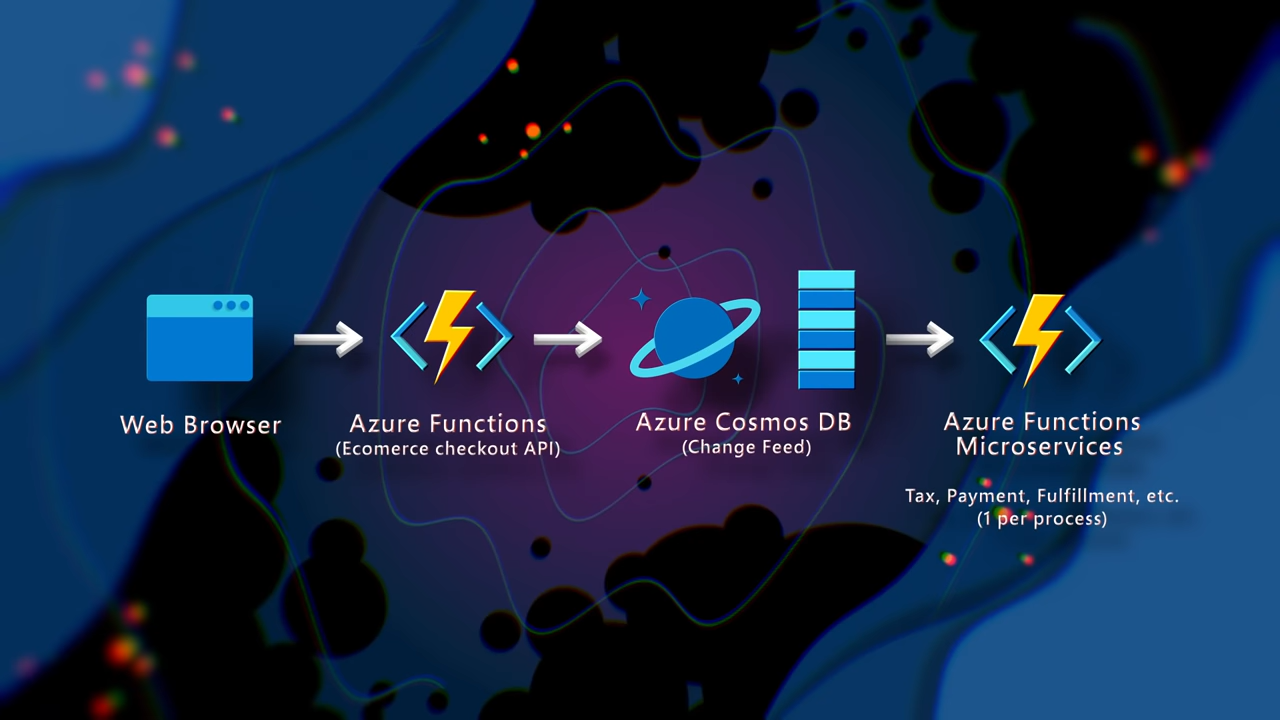 Web Browser
Azure Functions
(Ecomerce checkout API)
Azure Cosmos DB
(Change Feed)
Azure Functions
Microservices
Tax, Payment, Fulfillment, etc.
(1 per process)